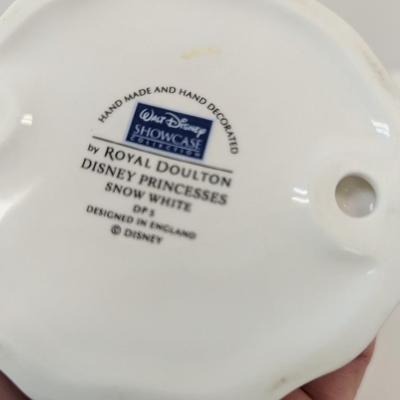 HAND MADE AND HAND DECORATED
Walt Disney
SHOWCASE
COLLECTION
by ROYAL DOULTON
DISNEY PRINCESSES
SNOW WHITE
DP 5
DESIGNED IN ENGLAND
© DISNEY